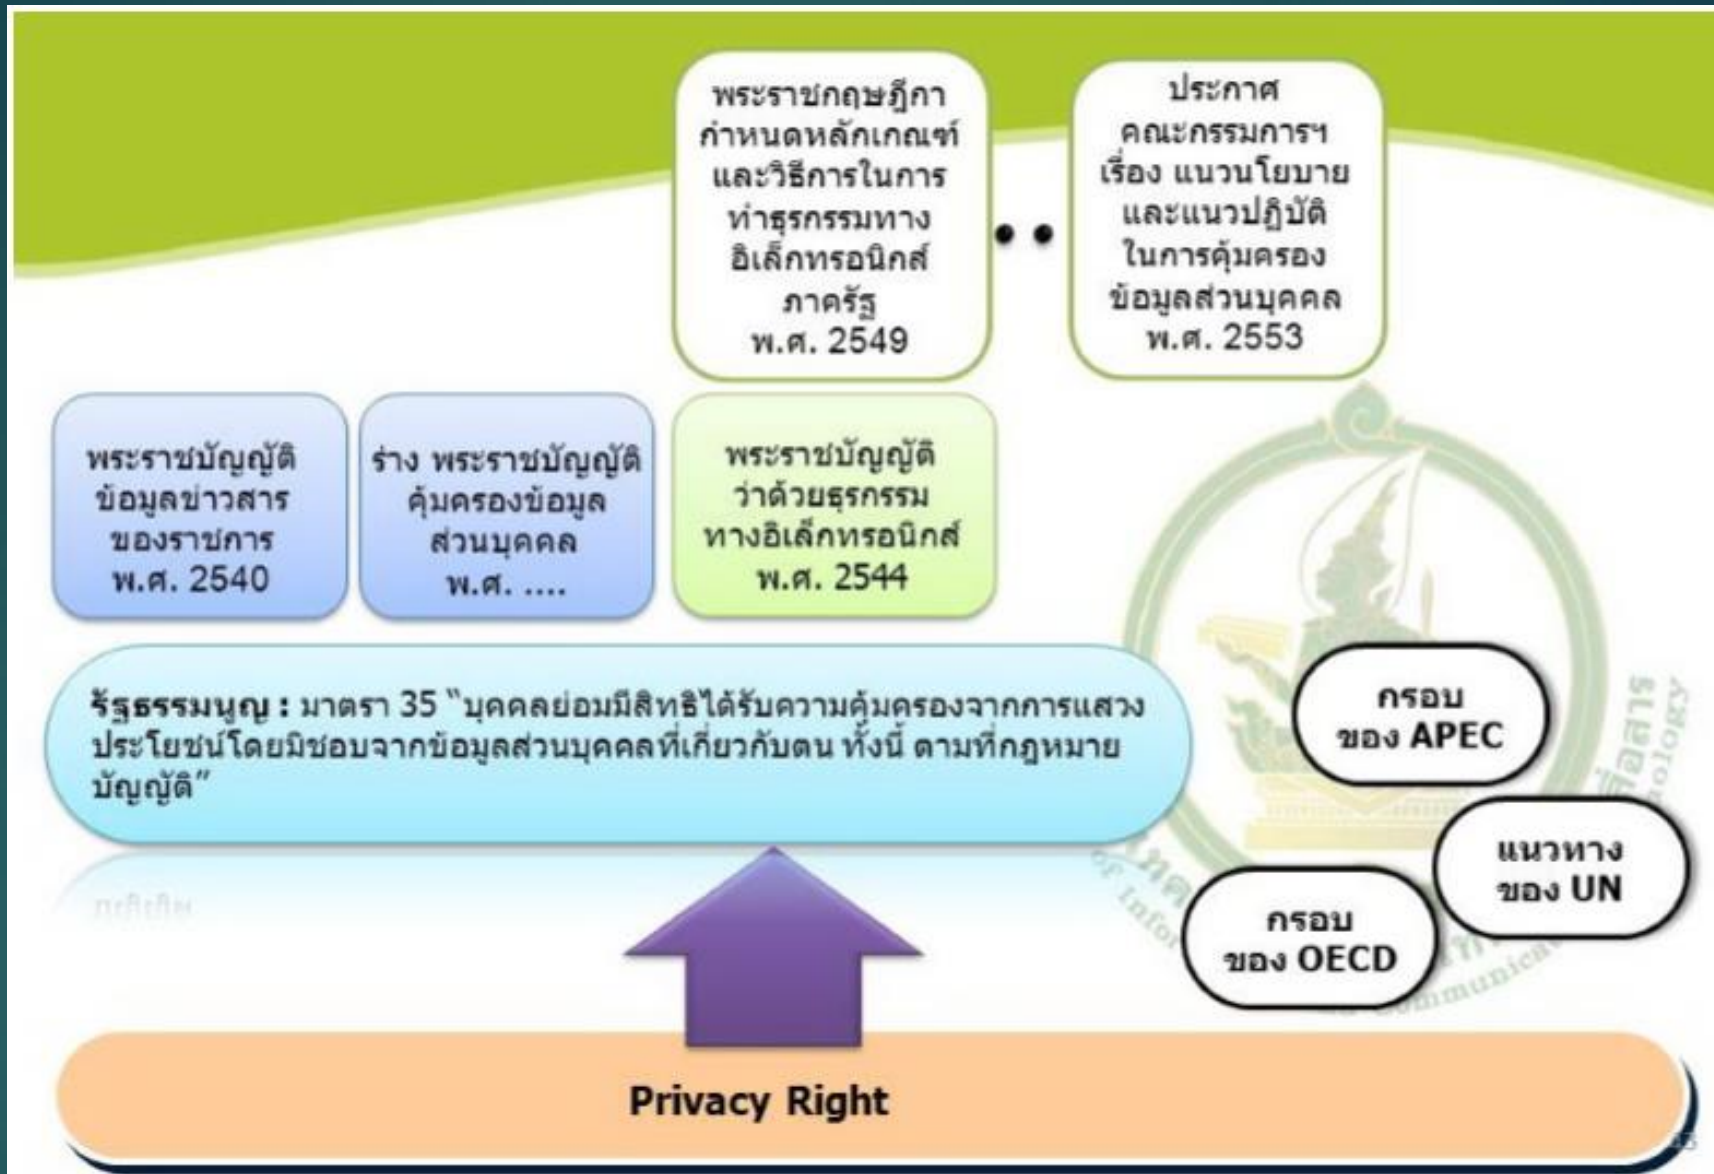 พระราชกฤษฎีกา
กำหนดหลักเกณฑ์
และวิธีการในการ
ทำธุรกรรมทาง
อิเล็กทรอนิกส์
ภาครัฐ
พ.ศ. 2549
ประกาศ
คณะกรรมการฯ
เรื่อง แนวนโยบาย
และแนวปฏิบัติ
ในการคุ้มครอง
ข้อมูลส่วนบุคคล
พ.ศ. 2553
พระราชบัญญัติ
ข้อมูลข่าวสาร
ของราชการ
พ.ศ. 2540
ร่าง พระราชบัญญัติ
คุ้มครองข้อมูล
ส่วนบุคคล
พ.ศ. ....
พระราชบัญญัติ
ว่าด้วยธุรกรรม
ทางอิเล็กทรอนิกส์
พ.ศ. 2544
รัฐธรรมนูญ : มาตรา 35 “บุคคลย่อมมีสิทธิได้รับความคุ้มครองจากการแสวง
ประโยชน์โดยมิชอบจากข้อมูลส่วนบุคคลที่เกี่ยวกับตน ทั้งนี้ ตามที่กฎหมาย
บัญญัติ”
กรอบ
ของ APEC
แนวทาง
ของ UN
กรอบ
ของ OECD
Privacy Right